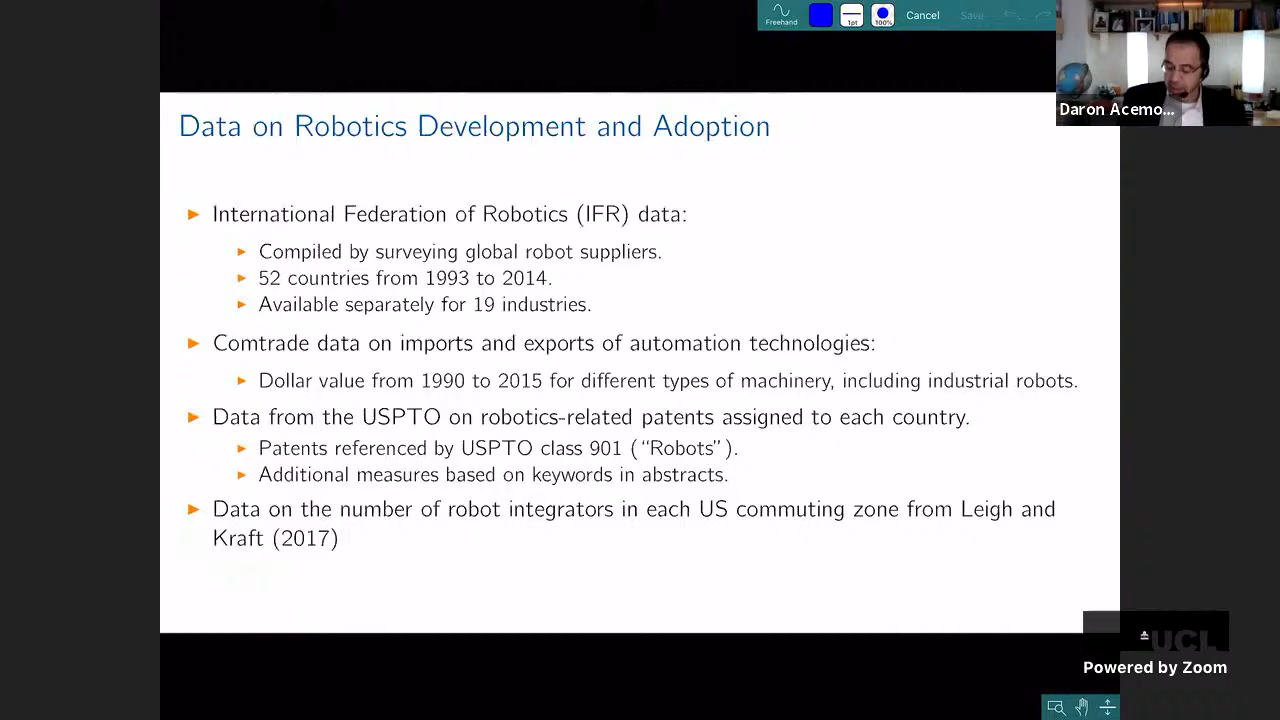 Freehand
1pt
100%
Cancel
Save
Daron Acemo...
Data on Robotics Development and Adoption
International Federation of Robotics (IFR) data:
Compiled by surveying global robot suppliers.
52 countries from 1993 to 2014.
Available separately for 19 industries.
Comtrade data on imports and exports of automation technologies:
Dollar value from 1990 to 2015 for different types of machinery, including industrial robots.
Data from the USPTO on robotics-related patents assigned to each country.
Patents referenced by USPTO class 901 (“Robots”).
Additional measures based on keywords in abstracts.
Data on the number of robot integrators in each US commuting zone from Leigh and
Kraft (2017)
UCL
Powered by Zoom